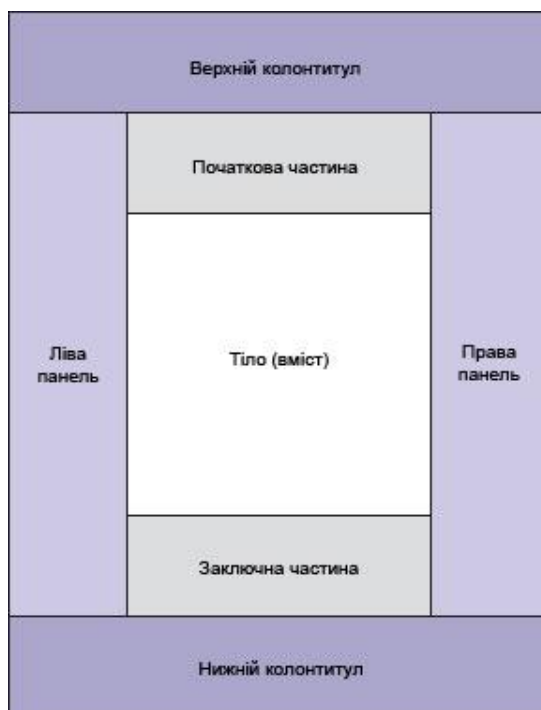 Верхній колонтитул
Початкова частина
Ліва
панель
Тіло (вміст)
Права
панель
Заключна частина
Нижній колонтитул